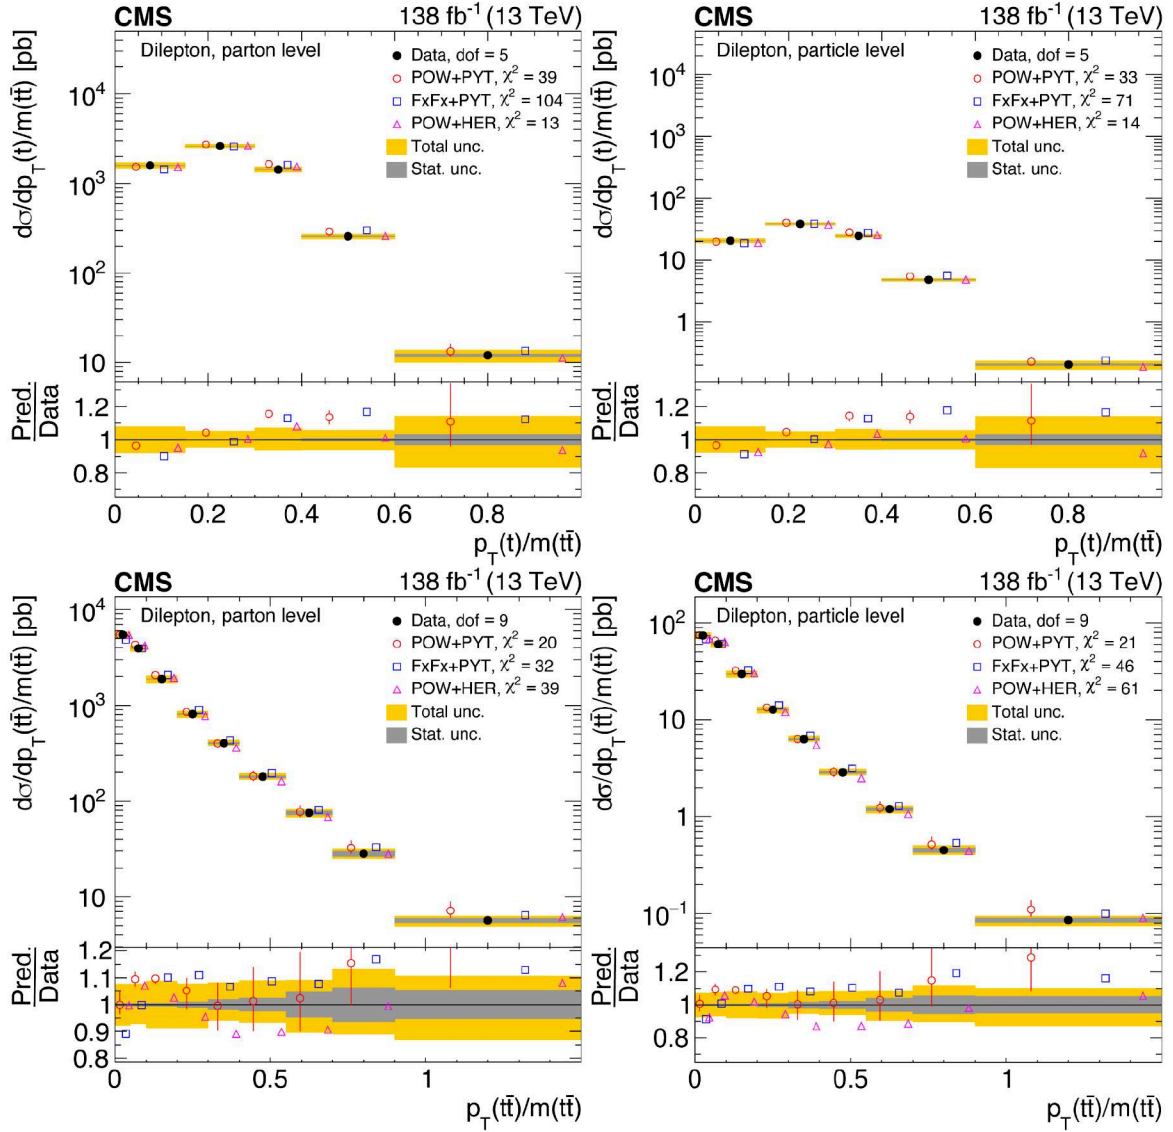 CMS 138 fb⁻¹ (13 TeV)
Dilepton, parton level
Data, dof = 5
POW+PYT, χ² = 39
FxFx+PYT, χ² = 104
POW+HER, χ² = 13
Total unc.
Stat. unc.
dσ/dp_T(t)/m(tt̄) [pb]
10⁴
10³
10²
10
Pred.
Data
1.2
1
0.8
0 0.2 0.4 0.6 0.8
p_T(t)/m(tt̄)
CMS 138 fb⁻¹ (13 TeV)
Dilepton, particle level
Data, dof = 5
POW+PYT, χ² = 33
FxFx+PYT, χ² = 71
POW+HER, χ² = 14
Total unc.
Stat. unc.
dσ/dp_T(t)/m(tt̄) [pb]
10⁴
10³
10²
10
1
Pred.
Data
1.2
1
0.8
0 0.2 0.4 0.6 0.8
p_T(t)/m(tt̄)
CMS 138 fb⁻¹ (13 TeV)
Dilepton, parton level
Data, dof = 9
POW+PYT, χ² = 20
FxFx+PYT, χ² = 32
POW+HER, χ² = 39
Total unc.
Stat. unc.
dσ/dp_T(tt̄)/m(tt̄) [pb]
10⁴
10³
10²
10
Pred.
Data
1.2
1.1
1
0.9
0.8
0 0.5 1
p_T(tt̄)/m(tt̄)
CMS 138 fb⁻¹ (13 TeV)
Dilepton, particle level
Data, dof = 9
POW+PYT, χ² = 21
FxFx+PYT, χ² = 46
POW+HER, χ² = 61
Total unc.
Stat. unc.
dσ/dp_T(tt̄)/m(tt̄) [pb]
10²
10
1
10⁻¹
Pred.
Data
1.2
1
0.8
0 0.5 1
p_T(tt̄)/m(tt̄)